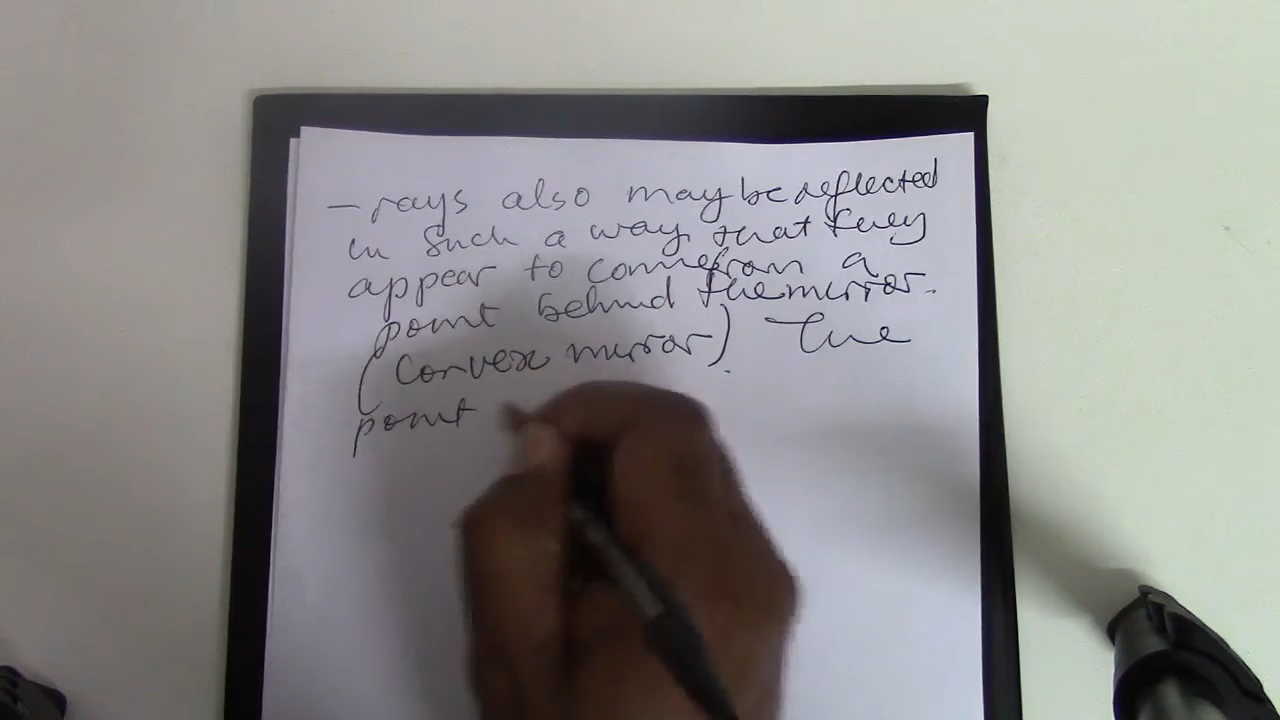 - rays also may be reflected
in such a way that they
appear to come from a
point behind the mirror.
(Convex mirror). The
point